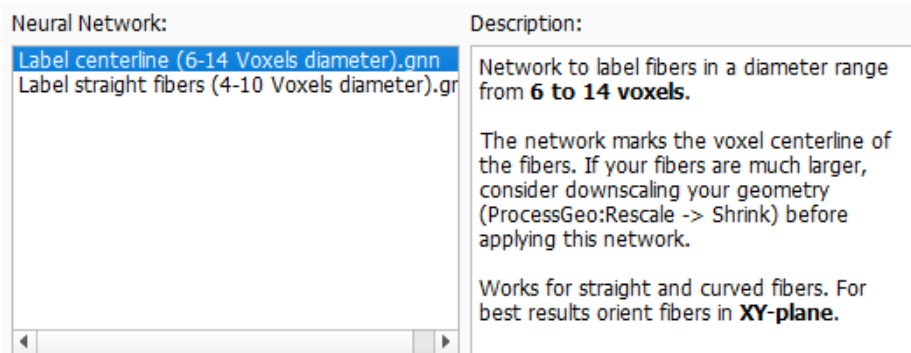 Neural Network:
Label centerline (6-14 Voxels diameter).gnn
Label straight fibers (4-10 Voxels diameter).gr
Description:
Network to label fibers in a diameter range
from 6 to 14 voxels.
The network marks the voxel centerline of
the fibers. If your fibers are much larger,
consider downscaling your geometry
(ProcessGeo:Rescale -> Shrink) before
applying this network.
Works for straight and curved fibers. For
best results orient fibers in XY-plane.